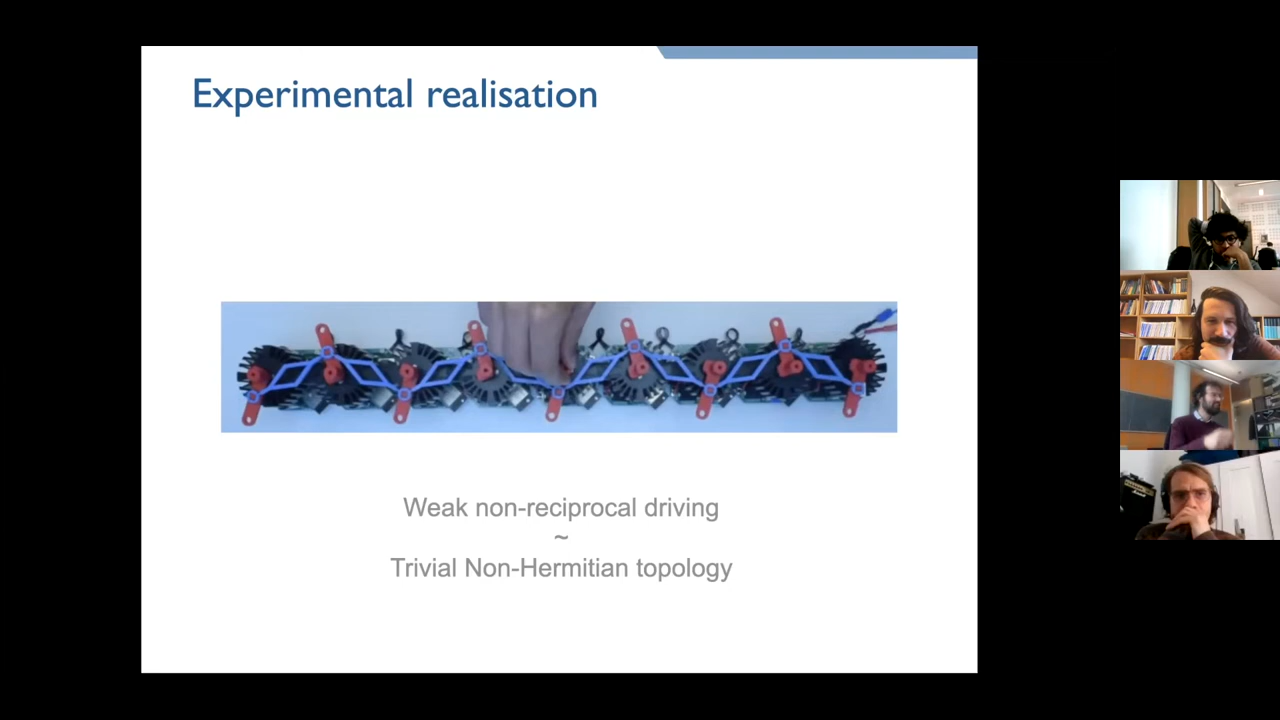 Experimental realisation
Weak non-reciprocal driving
~
Trivial Non-Hermitian topology